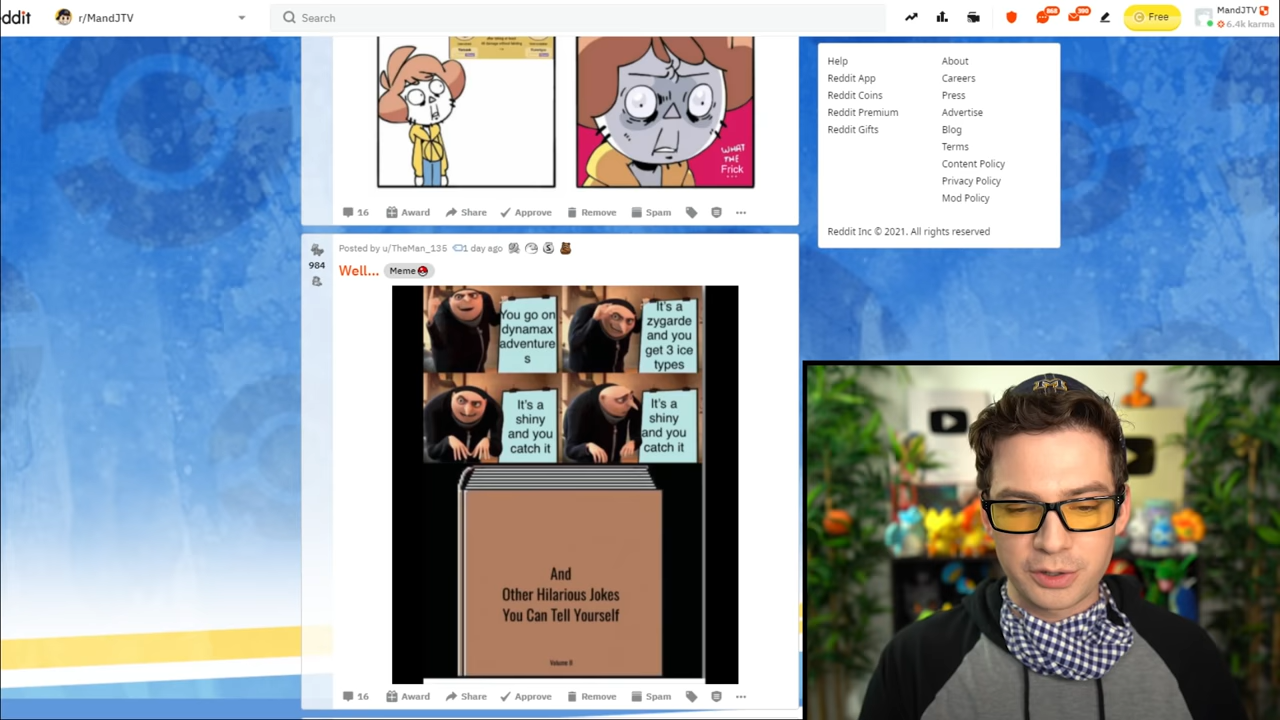 ddit
r/MandJTV
Search
868
390
Free
MandJTV
6.4k karma
WHAT
THE
Frick
...
16
Award
Share
Approve
Remove
Spam
Help
About
Reddit App
Careers
Reddit Coins
Press
Reddit Premium
Advertise
Reddit Gifts
Blog
Terms
Content Policy
Privacy Policy
Mod Policy
Reddit Inc © 2021. All rights reserved
984
Posted by u/TheMan_135
1 day ago
Well...
Meme
You go on
dynamax
adventure
s
It's a
zygarde
and you
get 3 ice
types
It's a
shiny
and you
catch it
It's a
shiny
and you
catch it
And
Other Hilarious Jokes
You Can Tell Yourself
Volume II
16
Award
Share
Approve
Remove
Spam